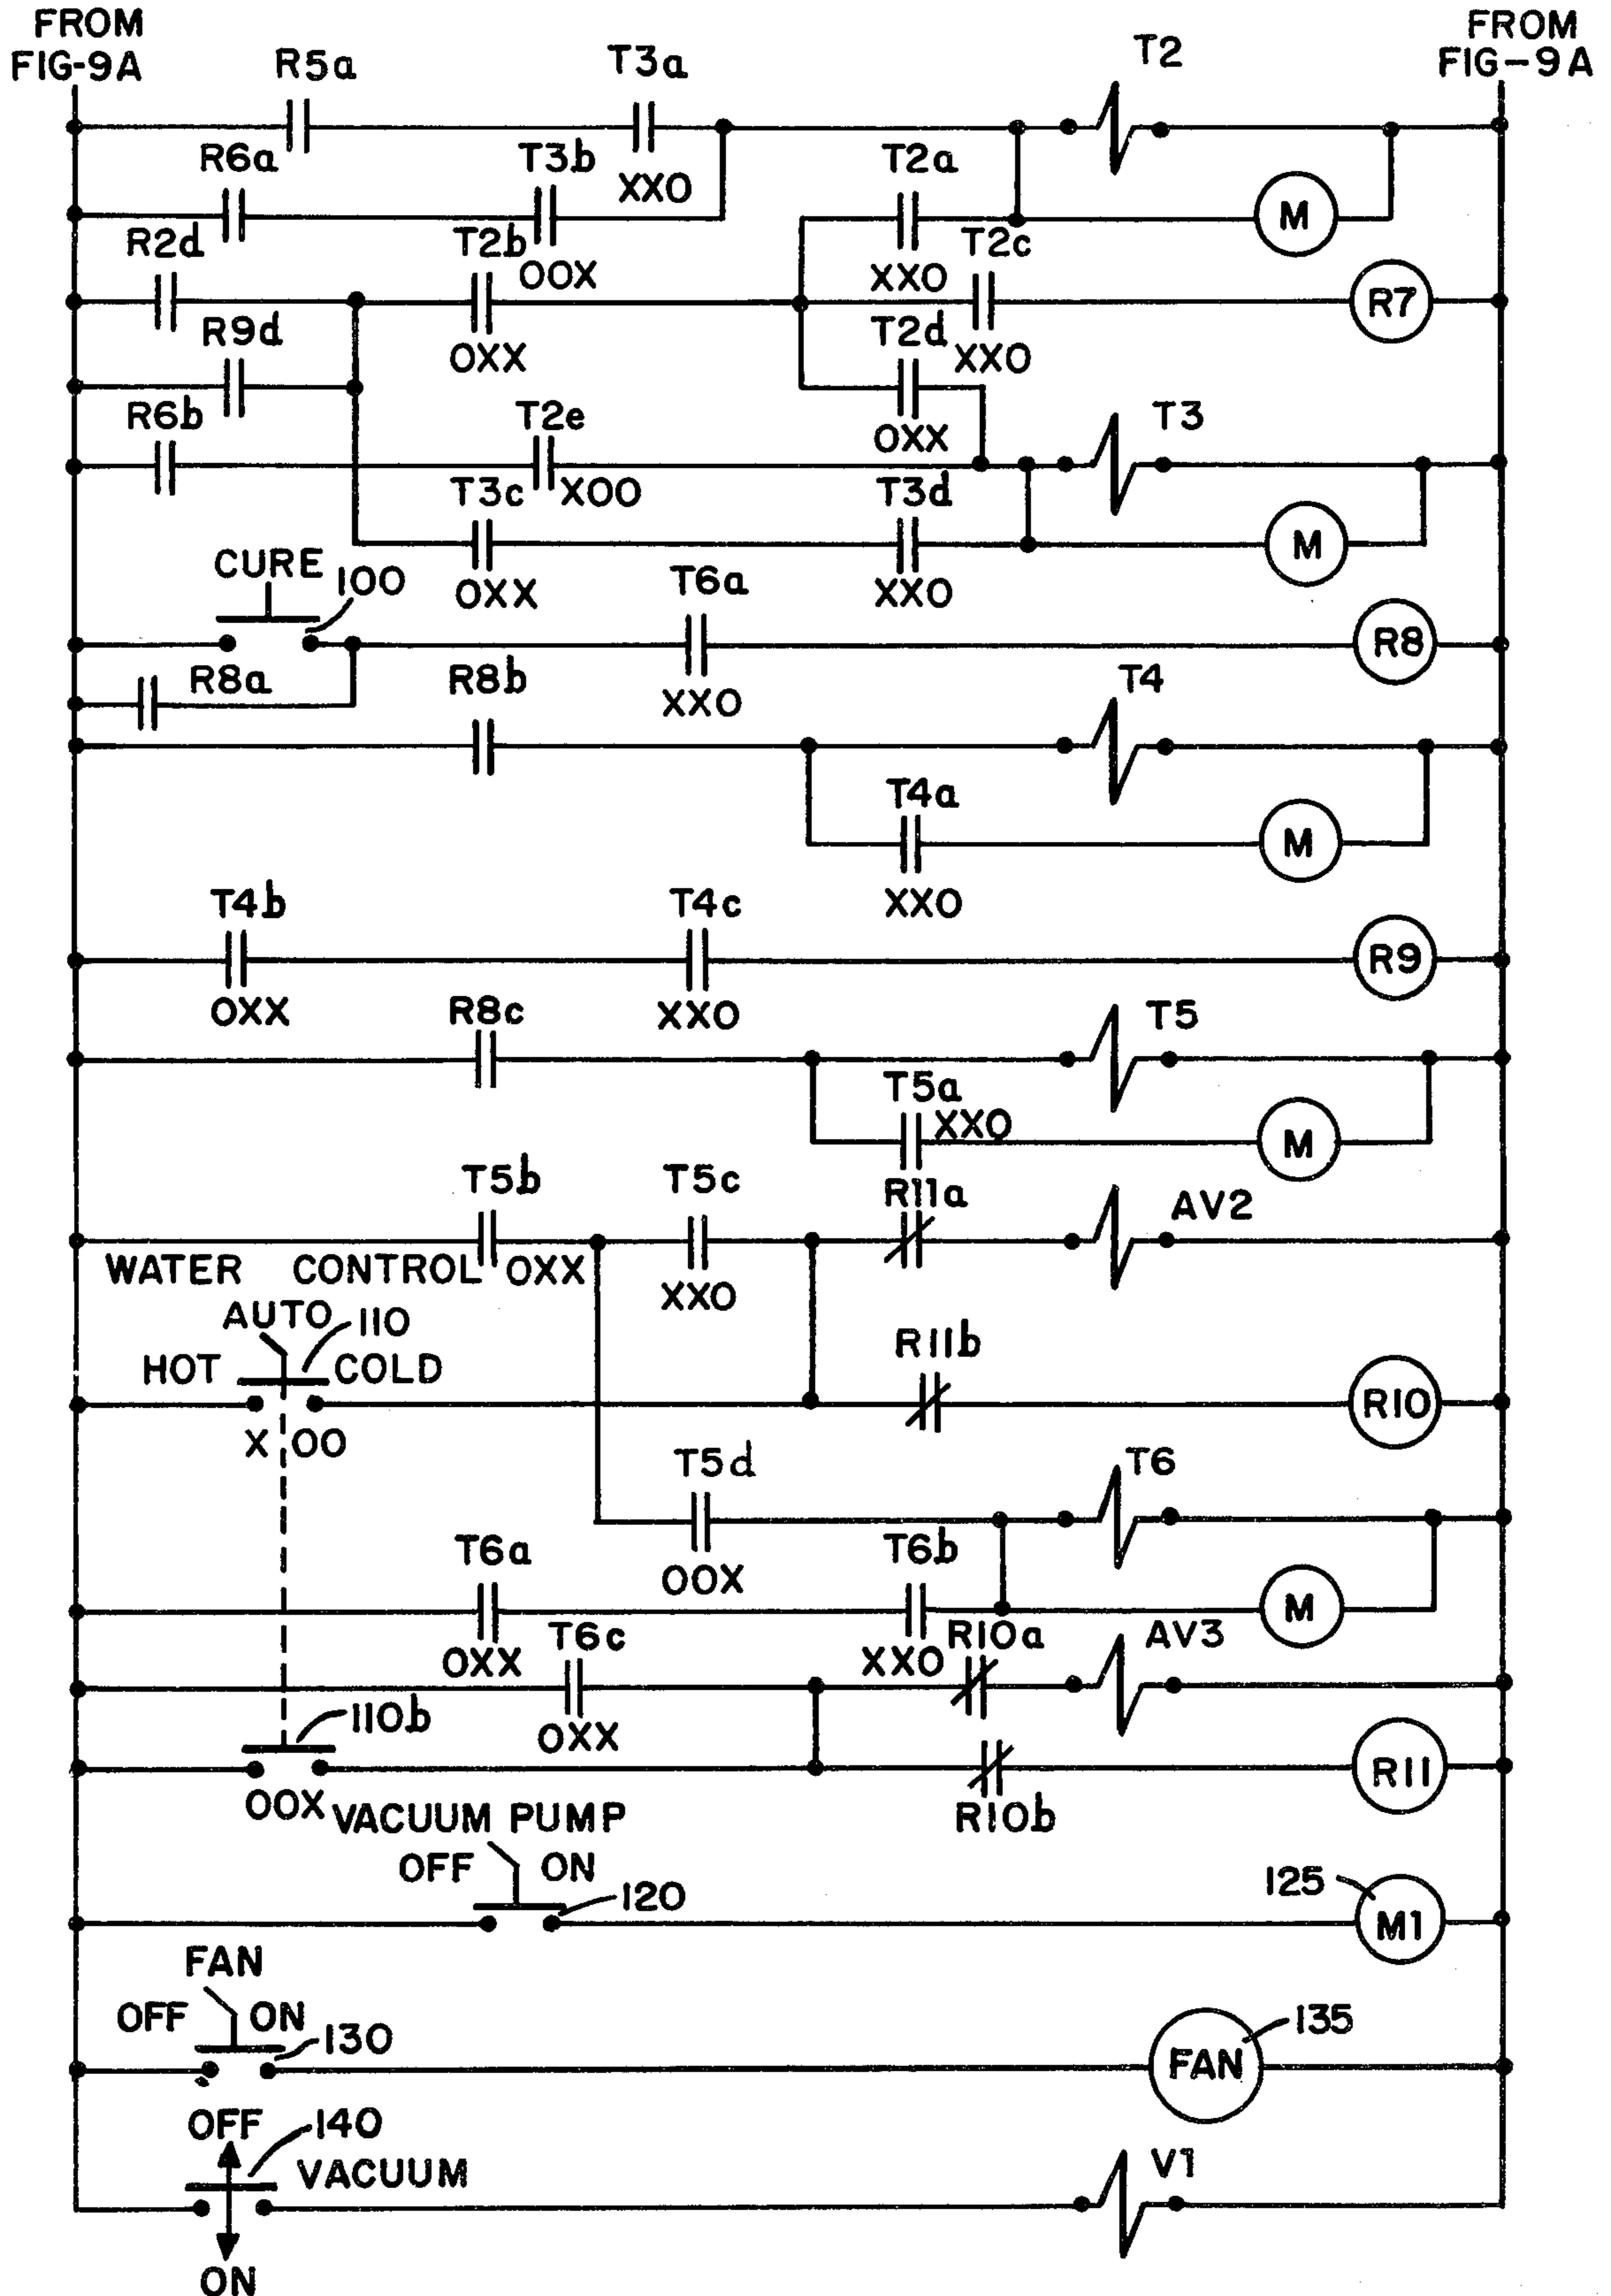 FROM
FIG-9A
FROM
FIG-9A
R5a
T3a
T2
XXO
R6a
T3b
T2a
M
OOX
XXO
R2d
T2b
T2c
R7
OXX
XXO
R9d
T2d
OXX
R6b
T2e
T3
XOO
T3c
T3d
M
OXX
XXO
CURE
100
T6a
R8
XXO
R8a
R8b
T4
T4a
M
XXO
T4b
T4c
R9
OXX
XXO
R8c
T5
T5a
XXO
M
T5b
T5c
R11a
AV2
OXX
XXO
WATER CONTROL
AUTO
110
HOT
COLD
R11b
R10
X OO
T5d
T6
OOX
T6a
T6b
M
OXX
XXO
T6c
R10a
AV3
OXX
110b
R11
OOX
R10b
VACUUM PUMP
OFF ON
120
125
M1
FAN
OFF ON
130
135
FAN
OFF
140
VACUUM
V1
ON